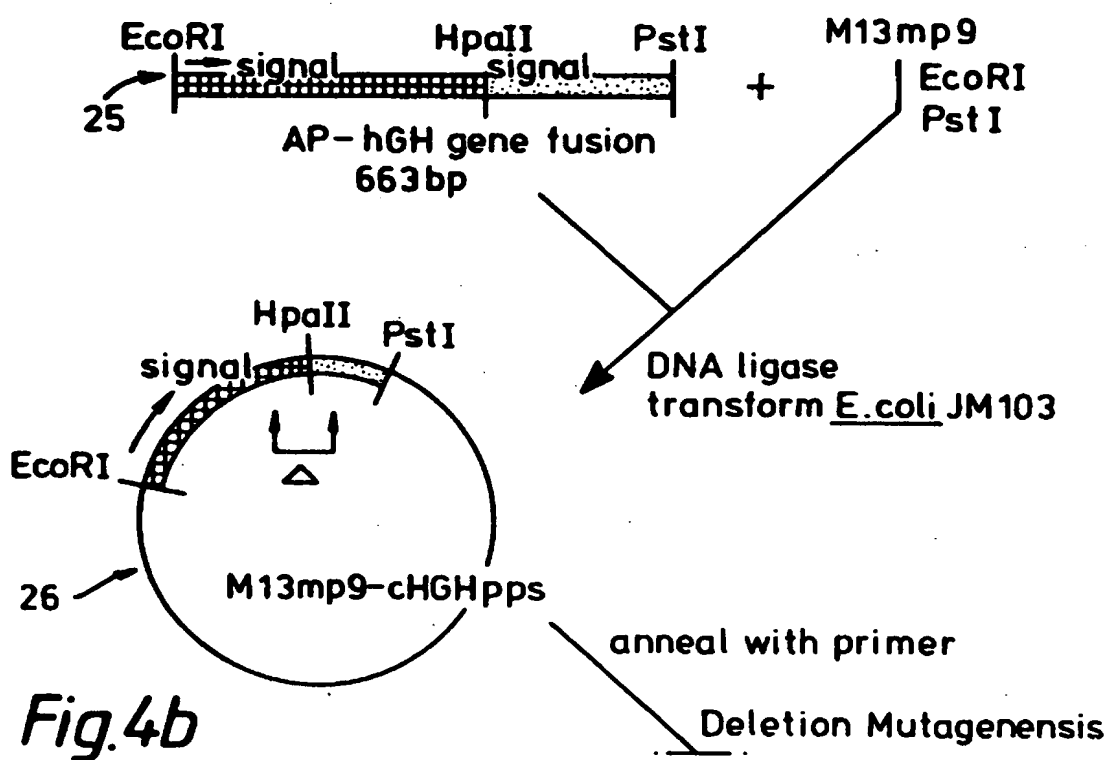 EcoRI
HpaII
PstI
M13mp9
signal
signal
EcoRI
PstI
+
25
AP-hGH gene fusion
663bp
HpaII
PstI
signal
DNA ligase
transform E.coli JM103
EcoRI
△
M13mp9-cHGHpps
26
anneal with primer
Deletion Mutagenensis
Fig.4b